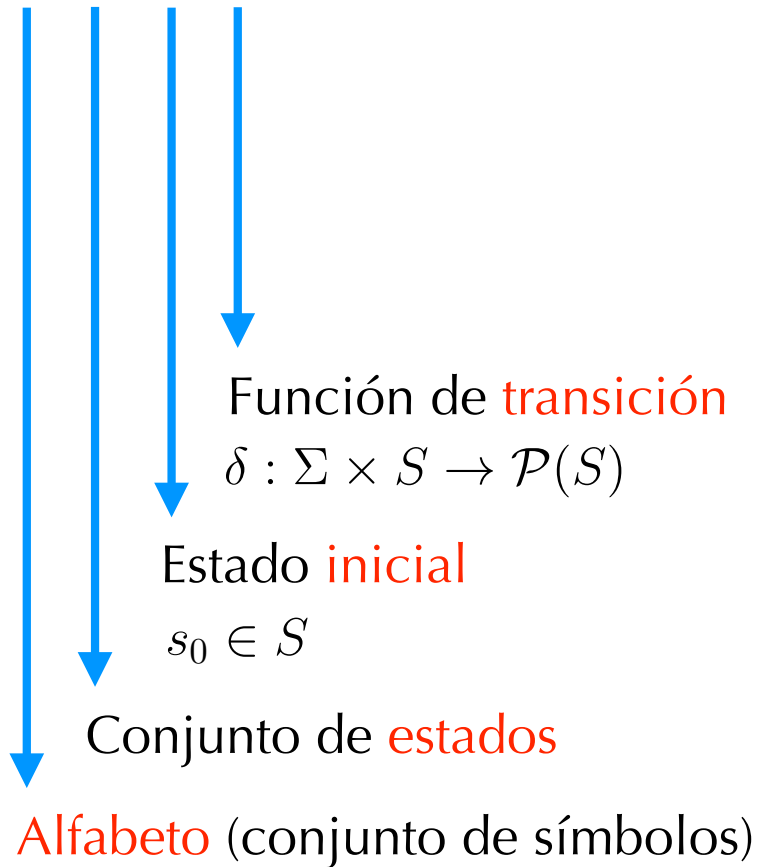 Función de transición
δ : Σ × S → 𝒫(S)
Estado inicial
s₀ ∈ S
Conjunto de estados
Alfabeto (conjunto de símbolos)